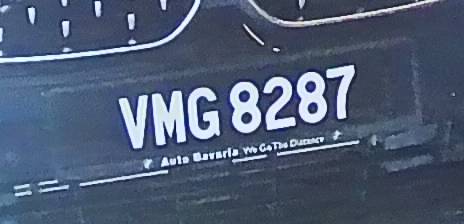 VMG 8287
Auto Bavaria We Go The Distance